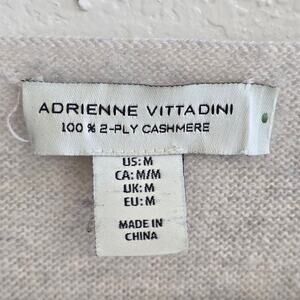 ADRIENNE VITTADINI
100 % 2-PLY CASHMERE
US: M
CA: M/M
UK: M
EU: M
MADE IN
CHINA